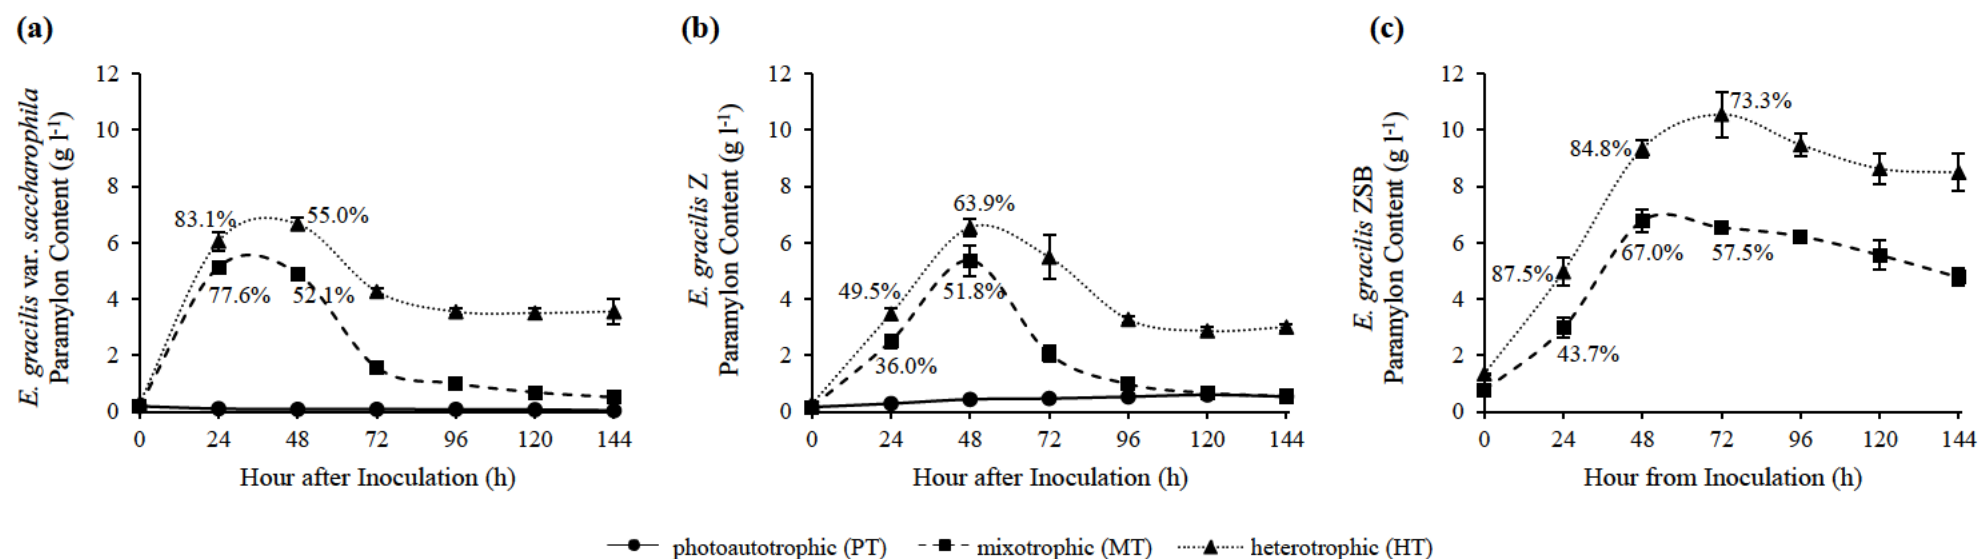 (a)
E. gracilis var. saccharophila
Paramylon Content (g l-1)
12
10
8
6
4
2
0
83.1%
55.0%
77.6%
52.1%
0 24 48 72 96 120 144
Hour after Inoculation (h)
(b)
E. gracilis Z
Paramylon Content (g l-1)
12
10
8
6
4
2
0
63.9%
49.5%
51.8%
36.0%
0 24 48 72 96 120 144
Hour after Inoculation (h)
(c)
E. gracilis ZSB
Paramylon Content (g l-1)
12
10
8
6
4
2
0
73.3%
84.8%
87.5%
67.0%
57.5%
43.7%
0 24 48 72 96 120 144
Hour from Inoculation (h)
photoautotrophic (PT) mixotrophic (MT) heterotrophic (HT)